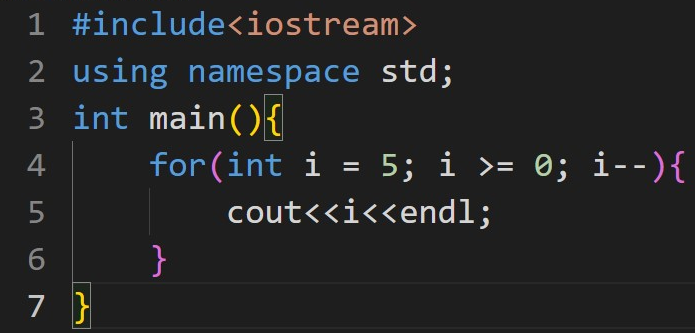 1 #include<iostream>
2 using namespace std;
3 int main(){
4     for(int i = 5; i >= 0; i--){
5         cout<<i<<endl;
6     }
7 }